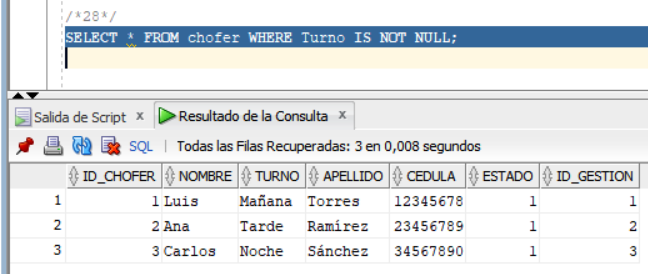 /*28*/
SELECT * FROM chofer WHERE Turno IS NOT NULL;
Salida de Script x Resultado de la Consulta x
SQL | Todas las Filas Recuperadas: 3 en 0,008 segundos
ID_CHOFER NOMBRE TURNO APELLIDO CEDULA ESTADO ID_GESTION
1 1 Luis Mañana Torres 12345678 1 1
2 2 Ana Tarde Ramírez 23456789 1 2
3 3 Carlos Noche Sánchez 34567890 1 3